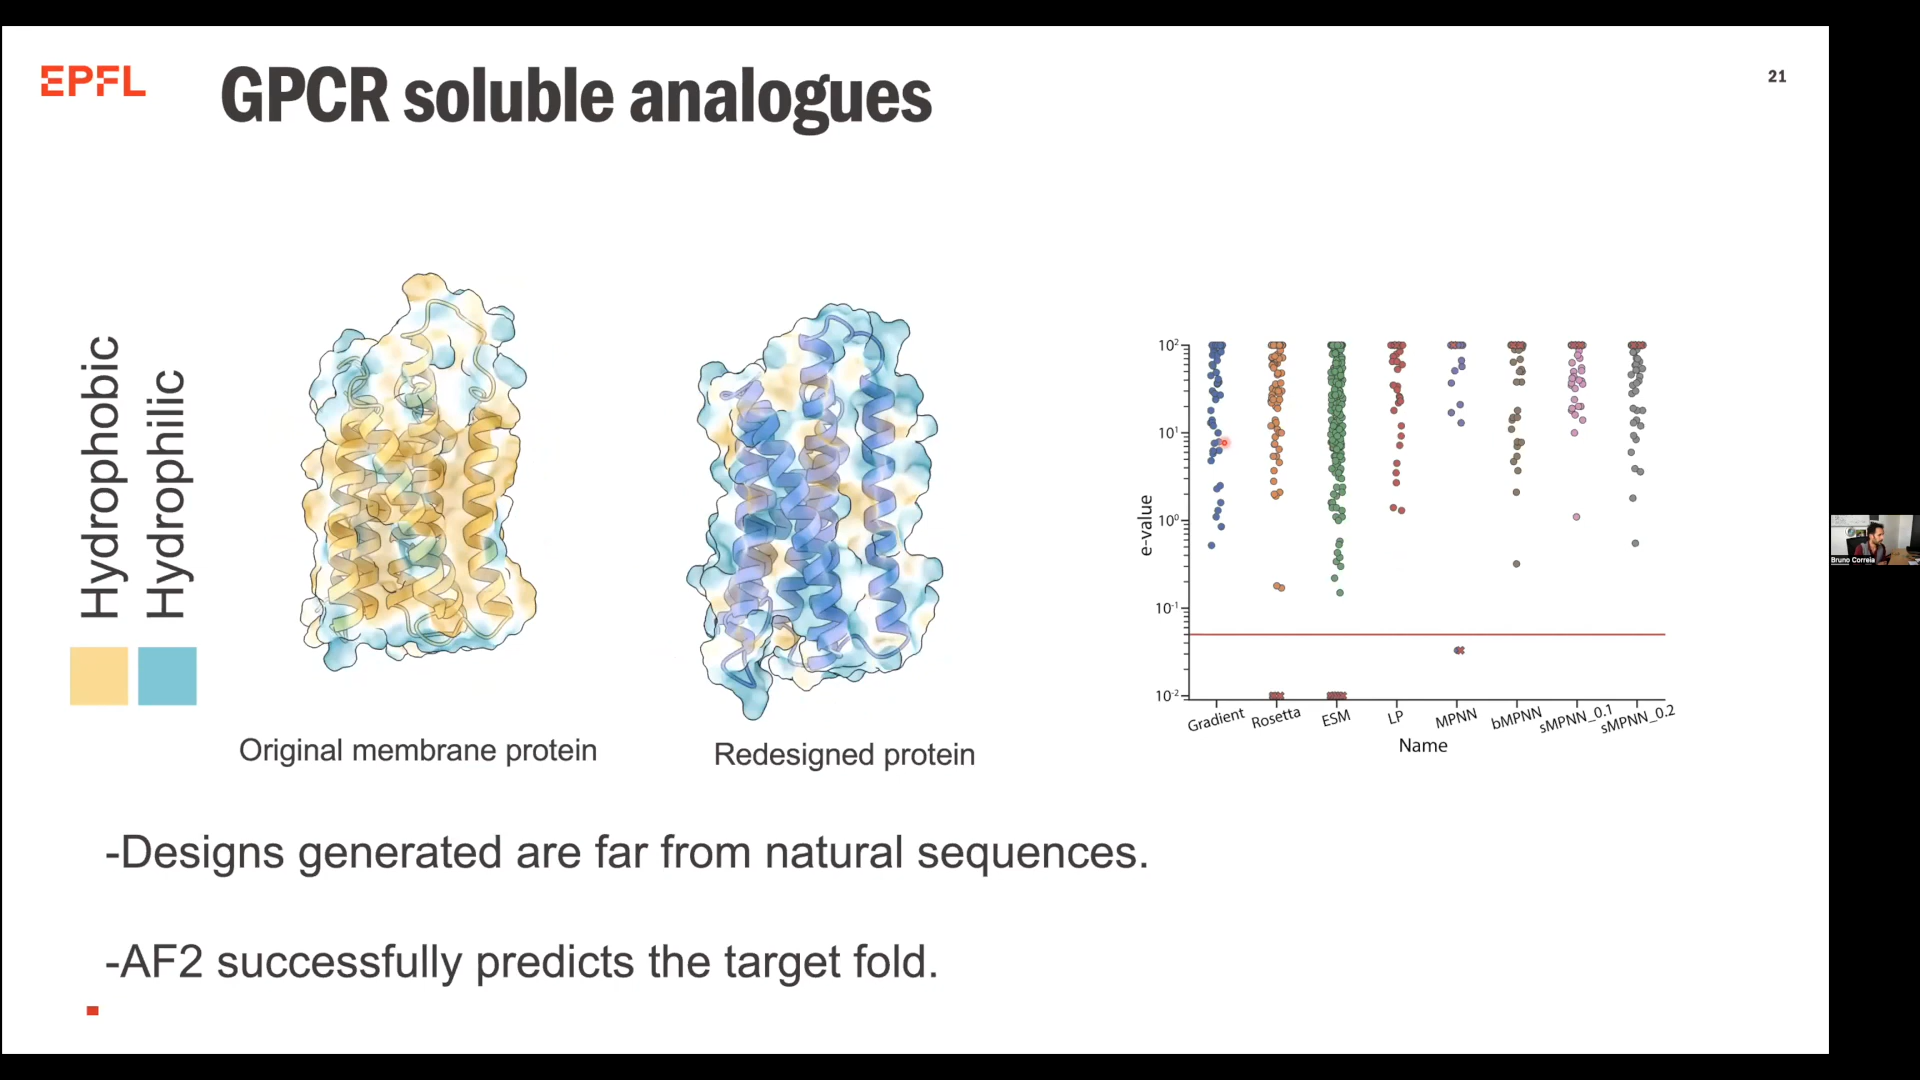 EPFL
GPCR soluble analogues
21
Hydrophobic
Hydrophilic
Original membrane protein
Redesigned protein
e-value
10²
10¹
10⁰
10⁻¹
10⁻²
Gradient
Rosetta
ESM
LP
MPNN
bMPNN
sMPNN_0.1
sMPNN_0.2
Name
Bruno Correia
-Designs generated are far from natural sequences.
-AF2 successfully predicts the target fold.